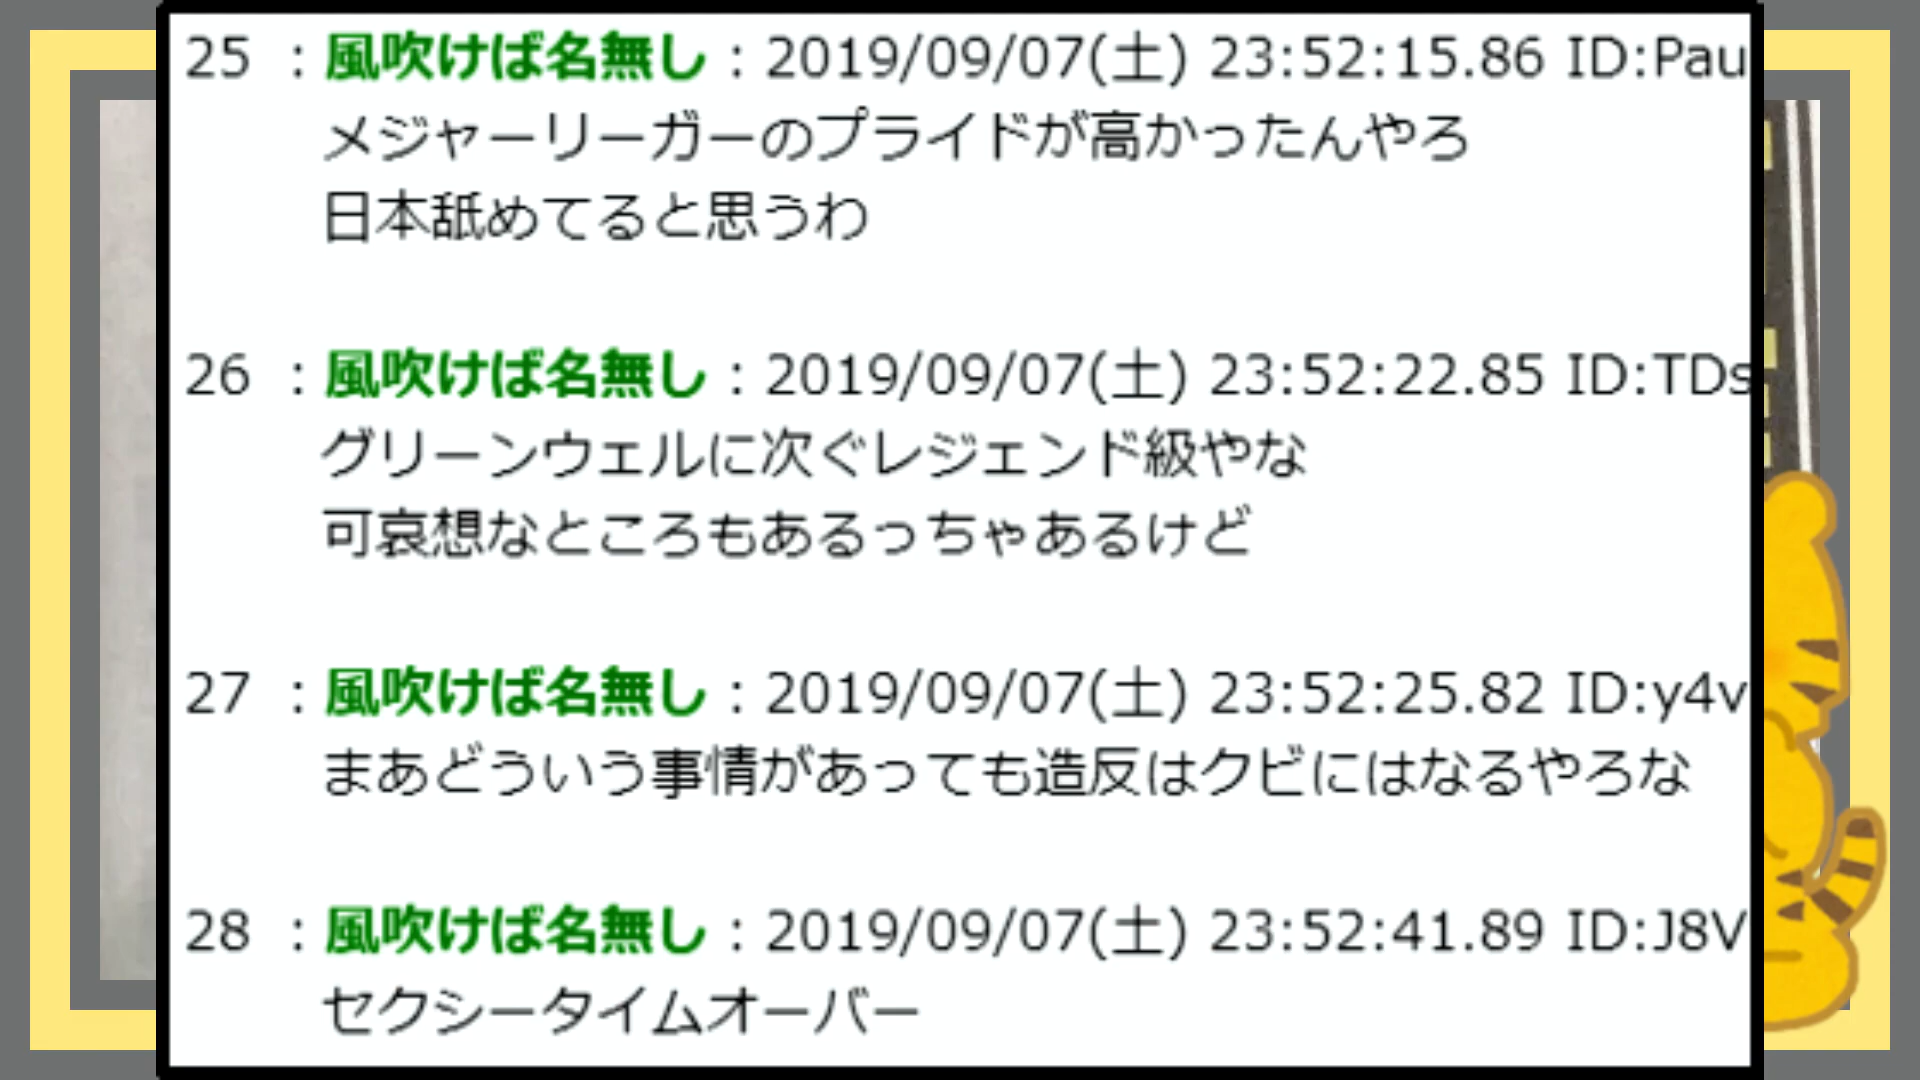 25 : 風吹けば名無し : 2019/09/07(土) 23:52:15.86 ID:Pau
メジャーリーガーのプライドが高かったんやろ
日本舐めてると思うわ
26 : 風吹けば名無し : 2019/09/07(土) 23:52:22.85 ID:TDs
グリーンウェルに次ぐレジェンド級やな
可哀想なところもあるっちゃあるけど
27 : 風吹けば名無し : 2019/09/07(土) 23:52:25.82 ID:y4v
まあどういう事情があっても造反はクビにはなるやろな
28 : 風吹けば名無し : 2019/09/07(土) 23:52:41.89 ID:J8V
セクシータイムオーバー